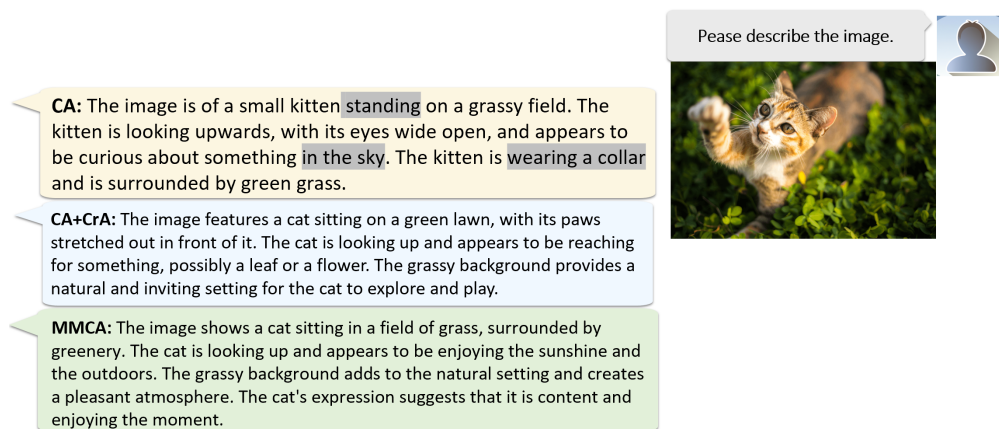 Pease describe the image.
CA: The image is of a small kitten standing on a grassy field. The
kitten is looking upwards, with its eyes wide open, and appears to
be curious about something in the sky. The kitten is wearing a collar
and is surrounded by green grass.
CA+CrA: The image features a cat sitting on a green lawn, with its paws
stretched out in front of it. The cat is looking up and appears to be reaching
for something, possibly a leaf or a flower. The grassy background provides a
natural and inviting setting for the cat to explore and play.
MMCA: The image shows a cat sitting in a field of grass, surrounded by
greenery. The cat is looking up and appears to be enjoying the sunshine and
the outdoors. The grassy background adds to the natural setting and creates
a pleasant atmosphere. The cat's expression suggests that it is content and
enjoying the moment.